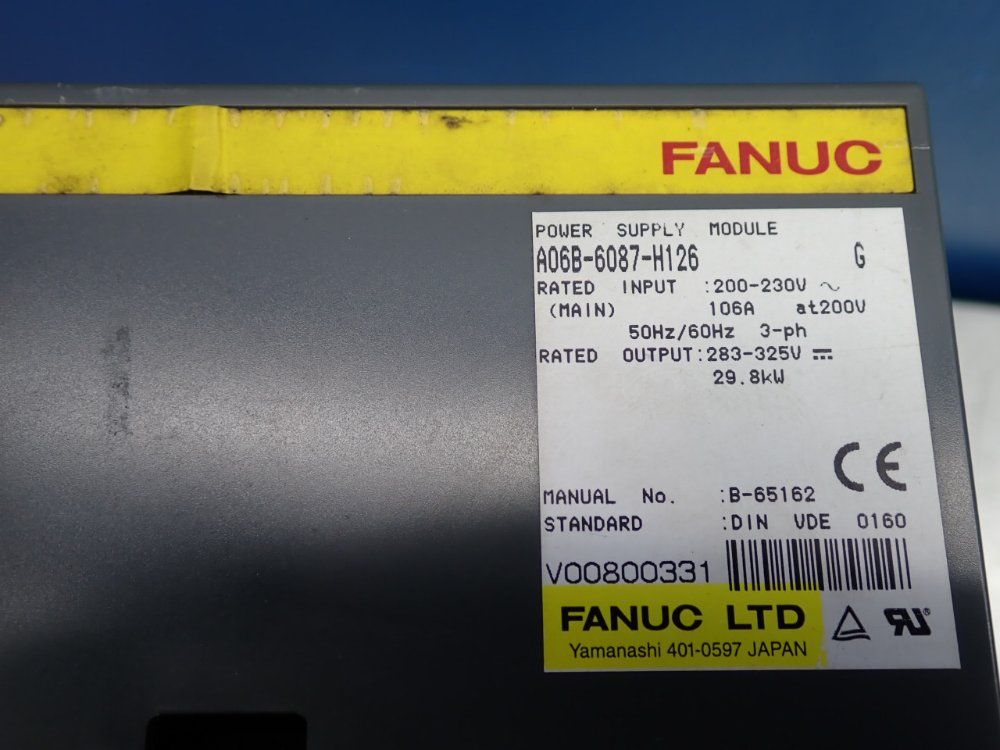 FANUC
POWER SUPPLY MODULE
A06B-6087-H126 G
RATED INPUT :200-230V ~
(MAIN) 106A at200V
50Hz/60Hz 3-ph
RATED OUTPUT:283-325V ⎓
29.8kW
CE
MANUAL No. :B-65162
STANDARD :DIN VDE 0160
V00800331
FANUC LTD
Yamanashi 401-0597 JAPAN